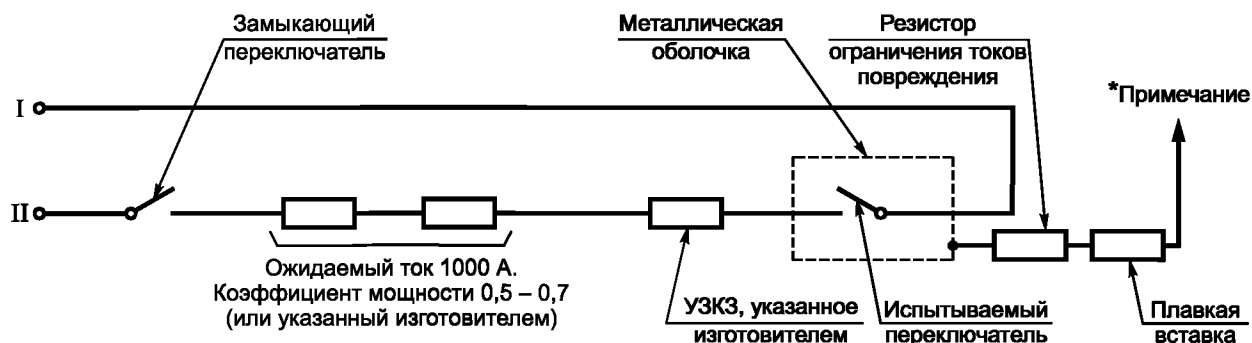 Замыкающий
переключатель
Металлическая
оболочка
Резистор
ограничения токов
повреждения
*Примечание
I
II
Ожидаемый ток 1000 А.
Коэффициент мощности 0,5 – 0,7
(или указанный изготовителем)
УЗКЗ, указанное
изготовителем
Испытываемый
переключатель
Плавкая
вставка